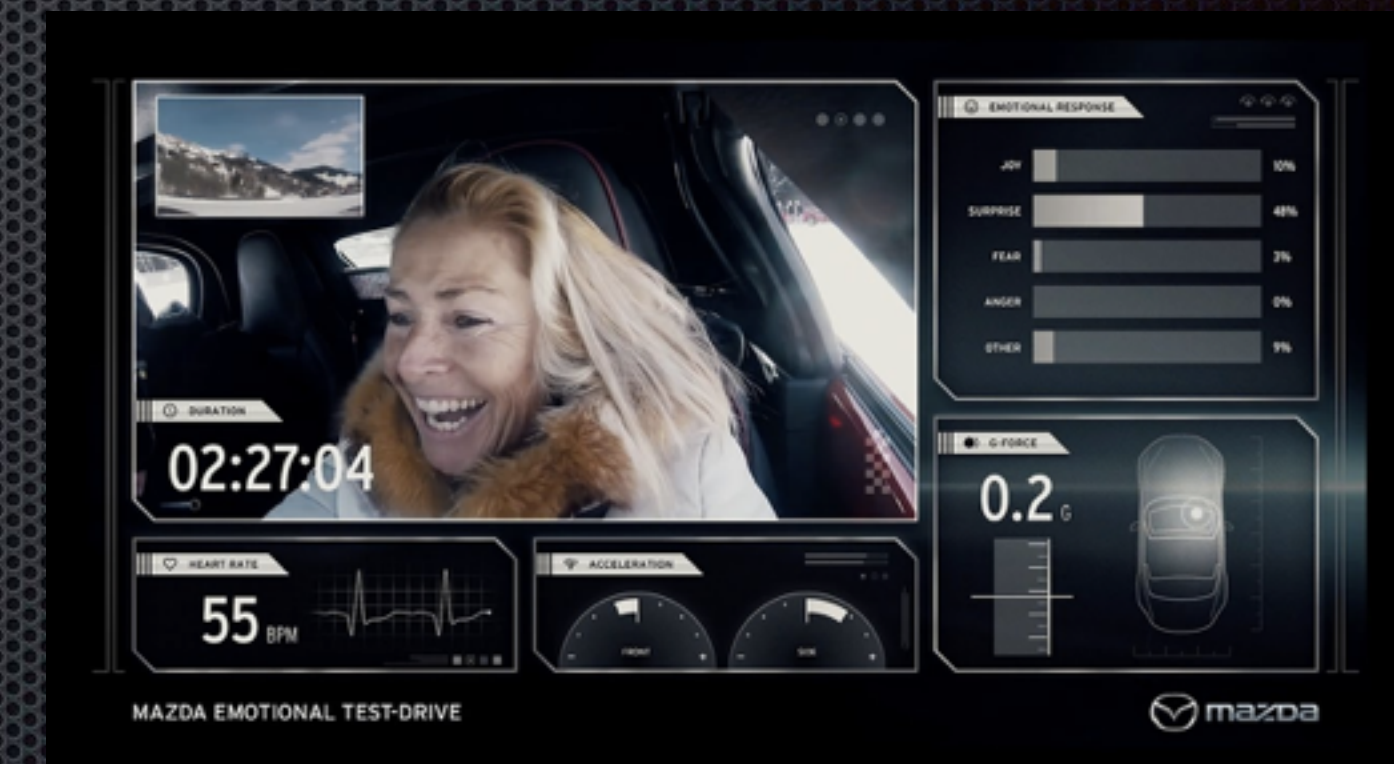 EMOTIONAL RESPONSE
JOY 10%
SURPRISE 48%
FEAR 3%
ANGER 0%
OTHER 9%
DURATION
02:27:04
G-FORCE
0.2 G
HEART RATE
55 BPM
ACCELERATION
FRONT
SIDE
MAZDA EMOTIONAL TEST-DRIVE
mazda